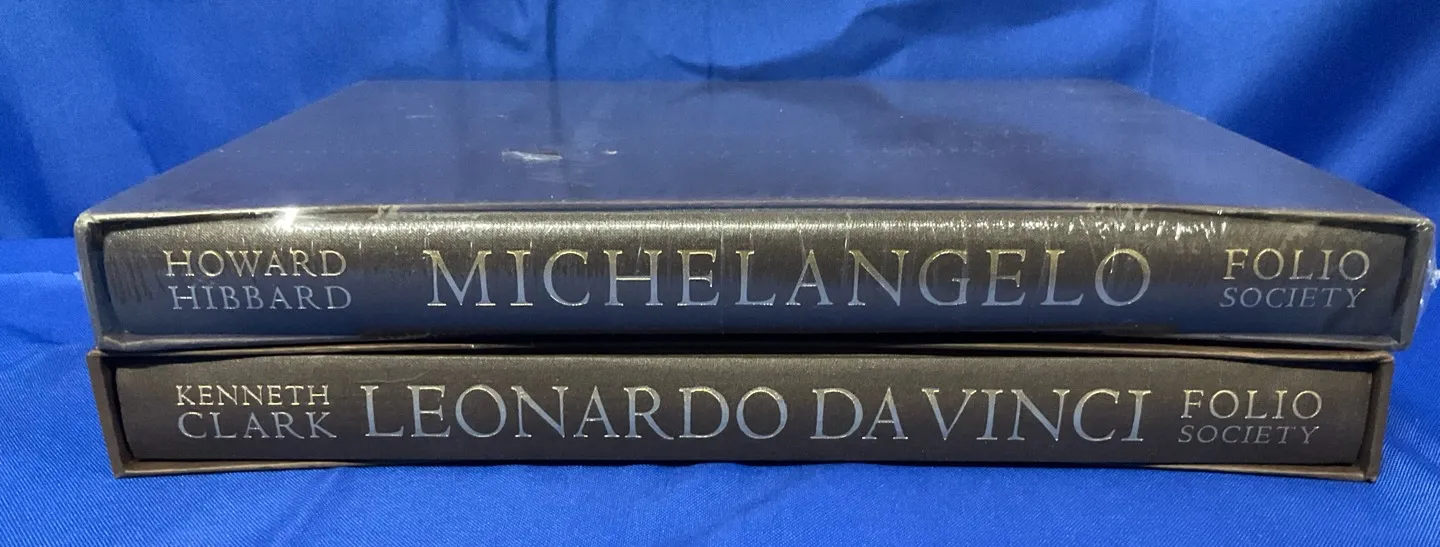 HOWARD
HIBBARD
MICHELANGELO
FOLIO
SOCIETY
KENNETH
CLARK
LEONARDO DA VINCI
FOLIO
SOCIETY